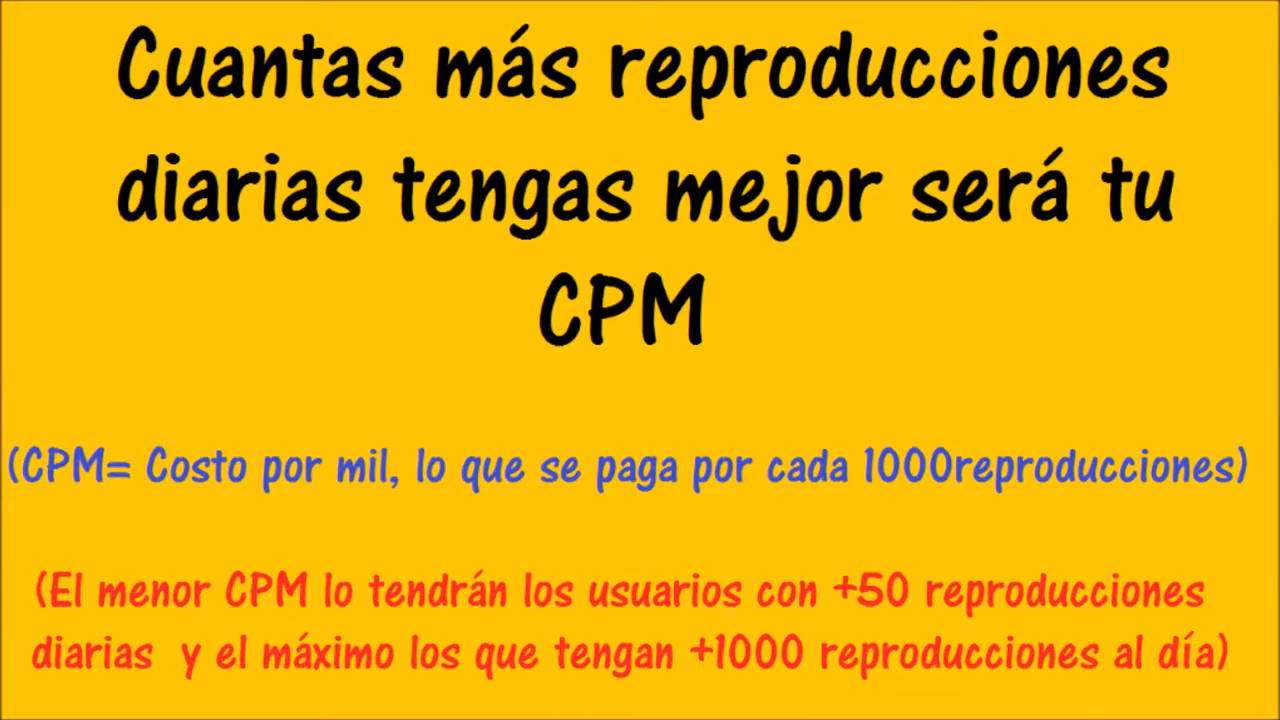 Cuantas más reproducciones
diarias tengas mejor será tu
CPM
(CPM= Costo por mil, lo que se paga por cada 1000reproducciones)
(El menor CPM lo tendrán los usuarios con +50 reproducciones
diarias  y el máximo los que tengan +1000 reproducciones al día)